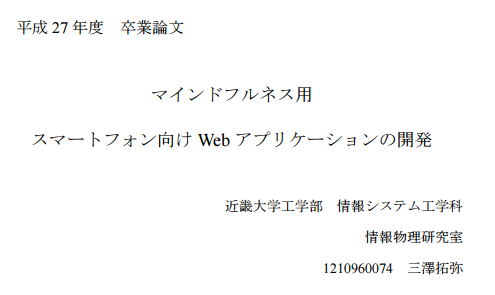 平成 27 年度　卒業論文
マインドフルネス用
スマートフォン向け Web アプリケーションの開発
近畿大学工学部　情報システム工学科
情報物理研究室
1210960074　三澤拓弥